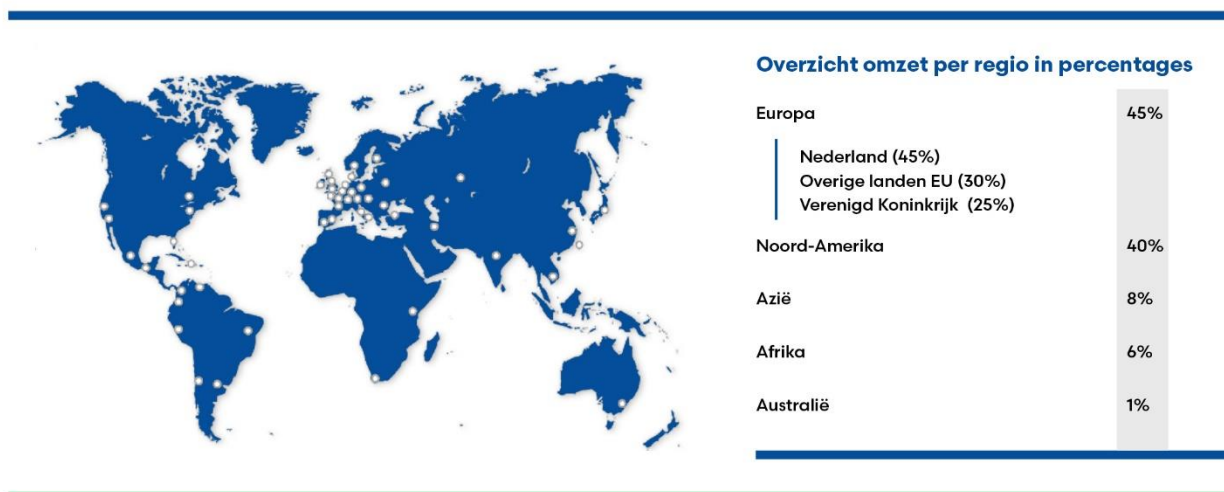 Overzicht omzet per regio in percentages
Europa 45%
Nederland (45%)
Overige landen EU (30%)
Verenigd Koninkrijk (25%)
Noord-Amerika 40%
Azië 8%
Afrika 6%
Australië 1%